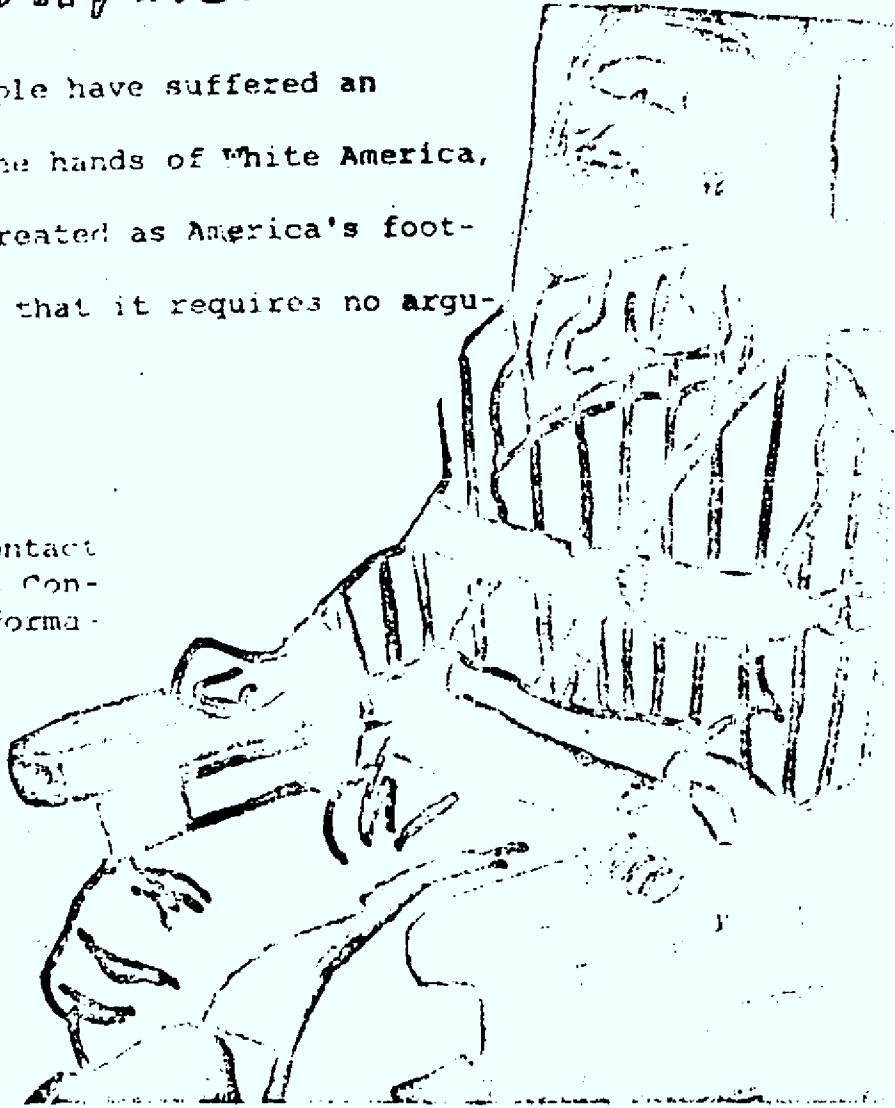 ple have suffered an
he hands of White America,
reated as America's foot-
that it requires no argu-
ontact
Con-
forma-